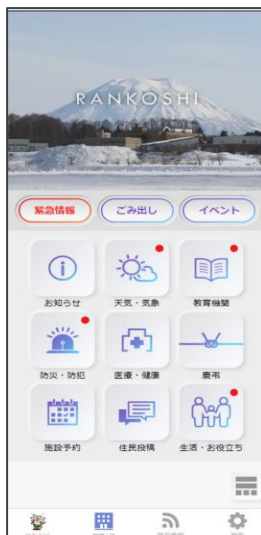 RANKOSHI
緊急情報 ごみ出し イベント
お知らせ 天気・気象 教育機関
防災・防犯 医療・健康 慶弔
施設予約 住民投稿 生活・お役立ち